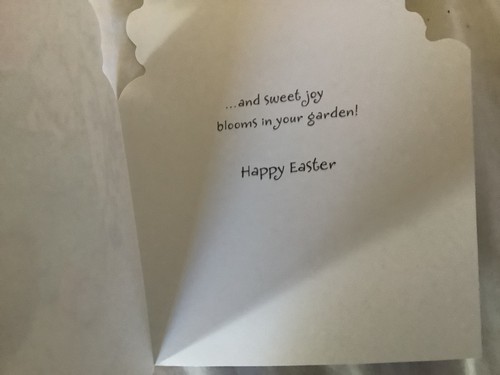 ...and sweet joy
blooms in your garden!
Happy Easter